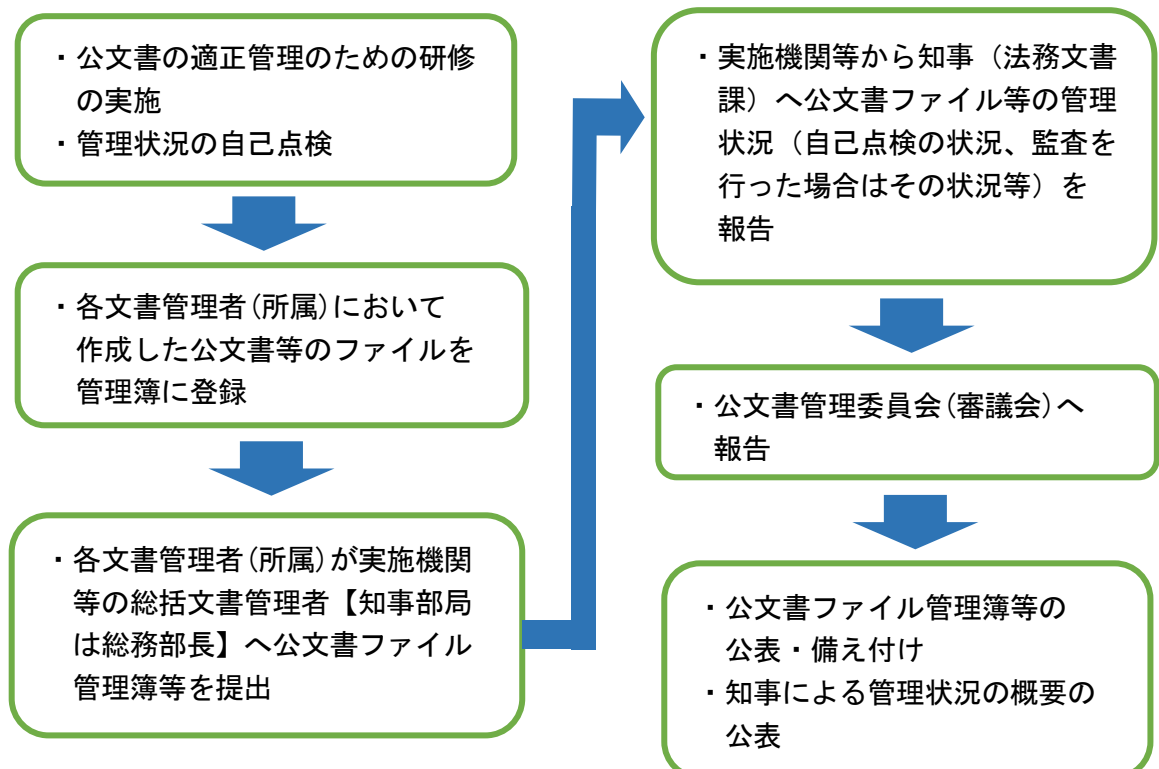 ・公文書の適正管理のための研修
の実施
・管理状況の自己点検
・各文書管理者(所属)において
作成した公文書等のファイルを
管理簿に登録
・各文書管理者(所属)が実施機関
等の総括文書管理者【知事部局
は総務部長】へ公文書ファイル
管理簿等を提出
・実施機関等から知事（法務文書
課）へ公文書ファイル等の管理
状況（自己点検の状況、監査を
行った場合はその状況等）を
報告
・公文書管理委員会(審議会)へ
報告
・公文書ファイル管理簿等の
公表・備え付け
・知事による管理状況の概要の
公表